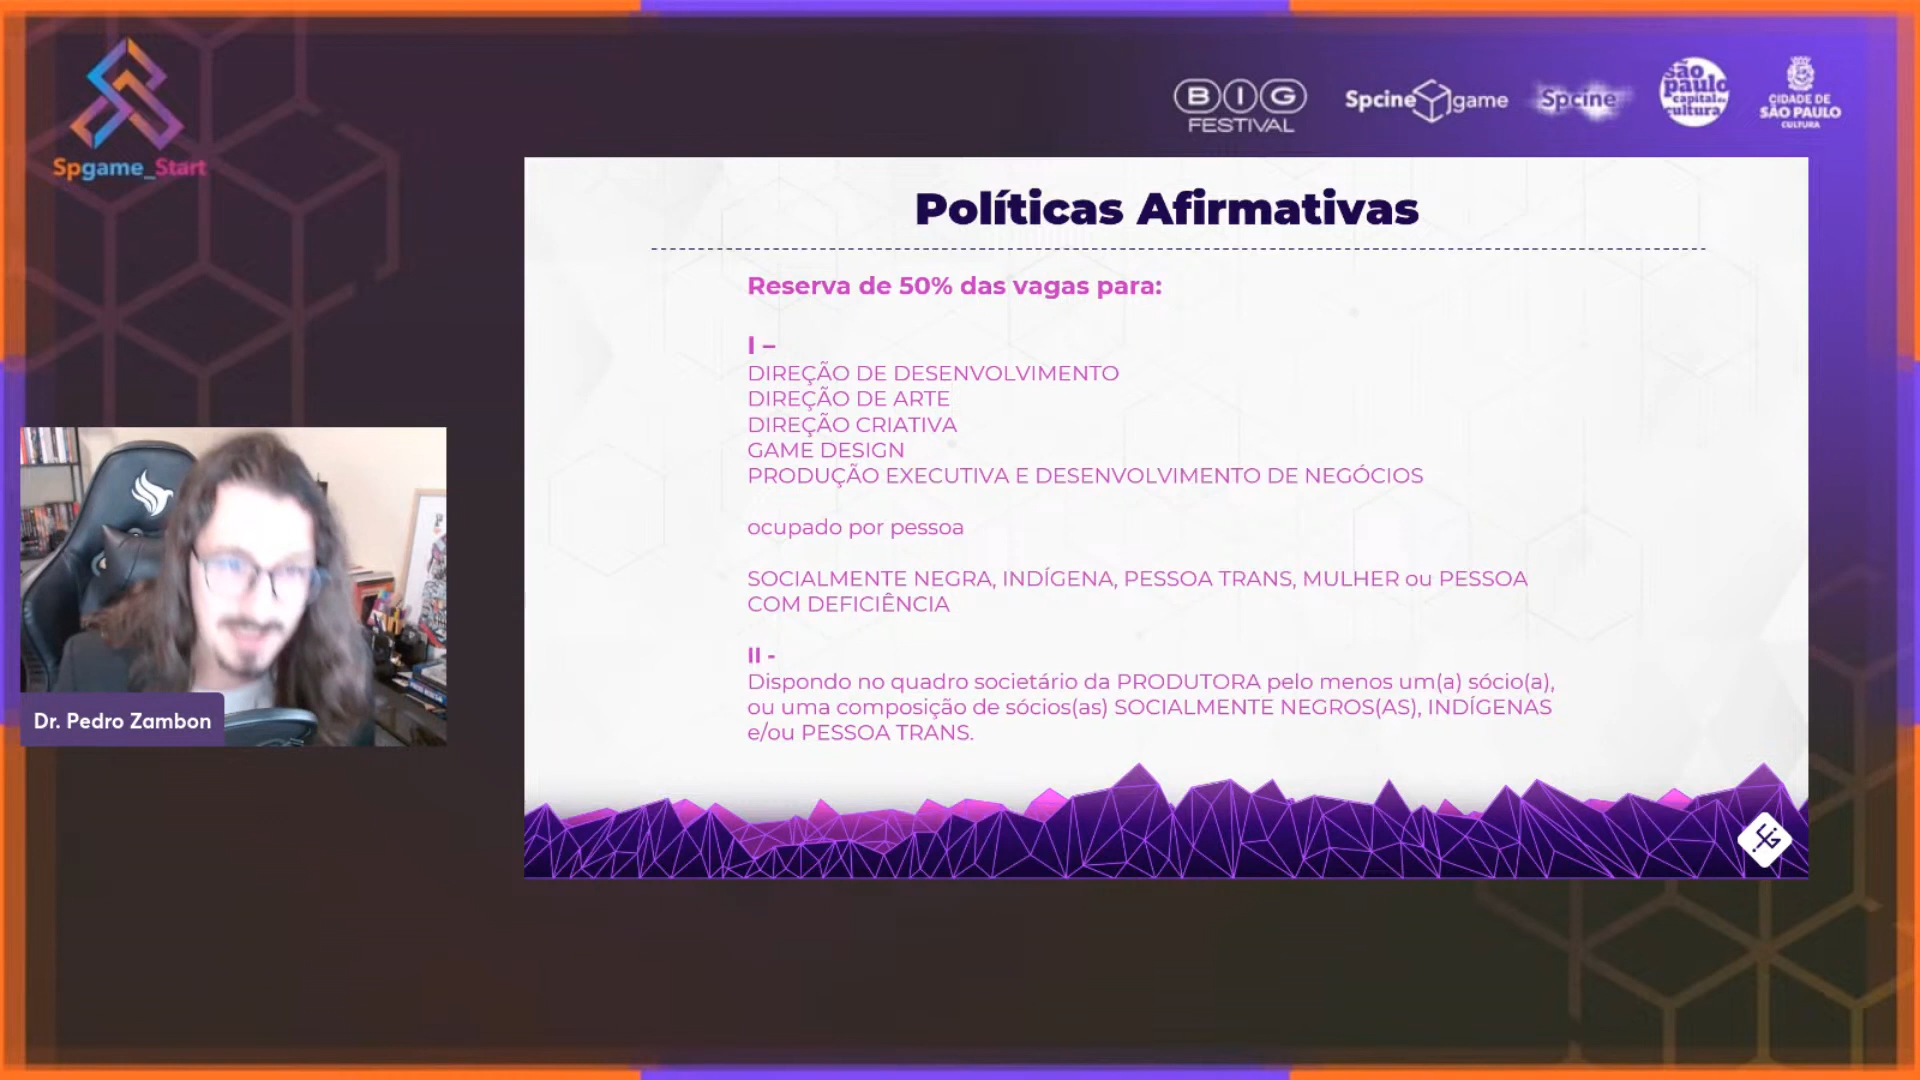 Spgame_Start
BIG
FESTIVAL
Spcine game
Spcine
são
paulo
capital da
cultura
CIDADE DE
SÃO PAULO
CULTURA
Políticas Afirmativas
Reserva de 50% das vagas para:
I –
DIREÇÃO DE DESENVOLVIMENTO
DIREÇÃO DE ARTE
DIREÇÃO CRIATIVA
GAME DESIGN
PRODUÇÃO EXECUTIVA E DESENVOLVIMENTO DE NEGÓCIOS
ocupado por pessoa
SOCIALMENTE NEGRA, INDÍGENA, PESSOA TRANS, MULHER ou PESSOA
COM DEFICIÊNCIA
II -
Dispondo no quadro societário da PRODUTORA pelo menos um(a) sócio(a),
ou uma composição de sócios(as) SOCIALMENTE NEGROS(AS), INDÍGENAS
e/ou PESSOA TRANS.
Dr. Pedro Zambon